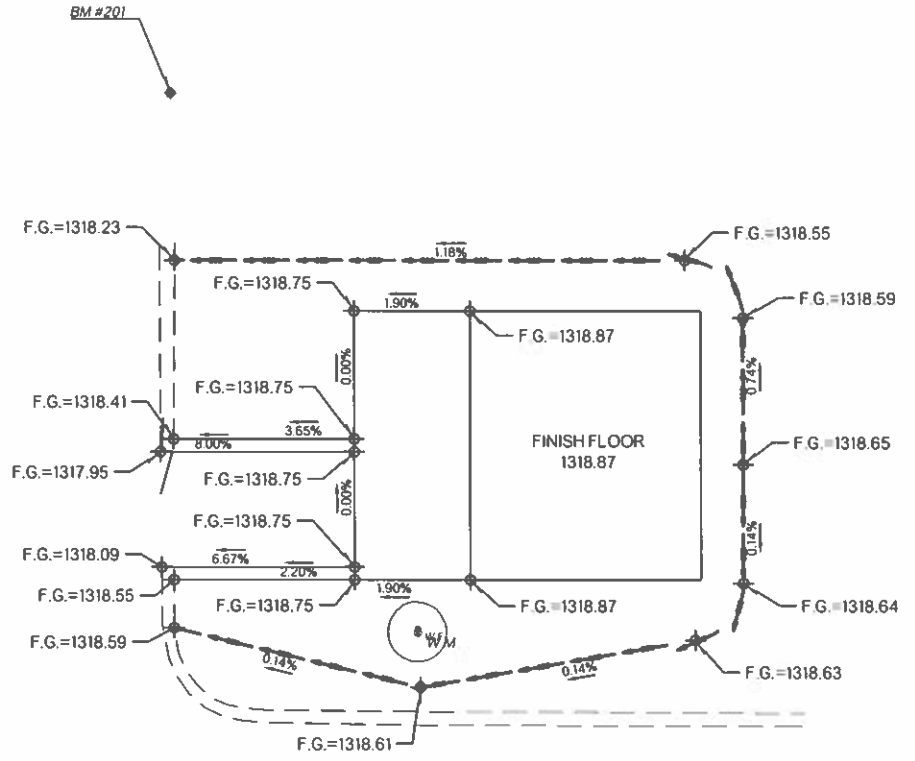 BM #201
F.G.=1318.23
1.18%
F.G.=1318.55
F.G.=1318.75
1.90%
F.G.=1318.59
F.G.=1318.87
0.00%
0.74%
F.G.=1318.75
F.G.=1318.41
3.65%
8.00%
FINISH FLOOR
1318.87
F.G.=1318.65
F.G.=1317.95
F.G.=1318.75
0.00%
F.G.=1318.75
0.14%
F.G.=1318.09
6.67%
2.20%
F.G.=1318.55
1.90%
F.G.=1318.75
F.G.=1318.87
F.G.=1318.64
F.G.=1318.59
WM
0.14%
0.14%
F.G.=1318.63
F.G.=1318.61